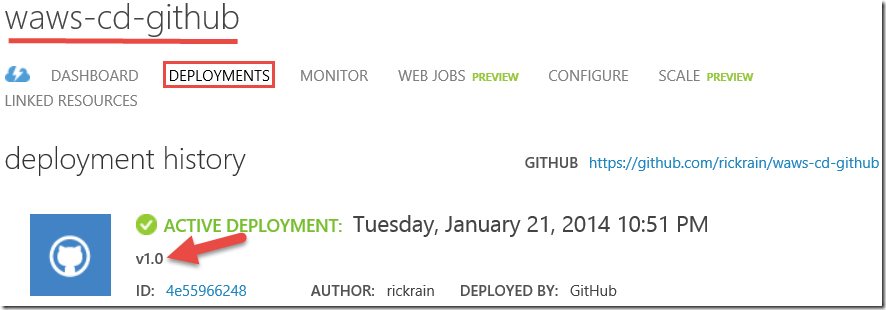 waws-cd-github
DASHBOARD DEPLOYMENTS MONITOR WEB JOBS PREVIEW CONFIGURE SCALE PREVIEW
LINKED RESOURCES
deployment history GITHUB https://github.com/rickrain/waws-cd-github
ACTIVE DEPLOYMENT: Tuesday, January 21, 2014 10:51 PM
v1.0
ID: 4e55966248 AUTHOR: rickrain DEPLOYED BY: GitHub